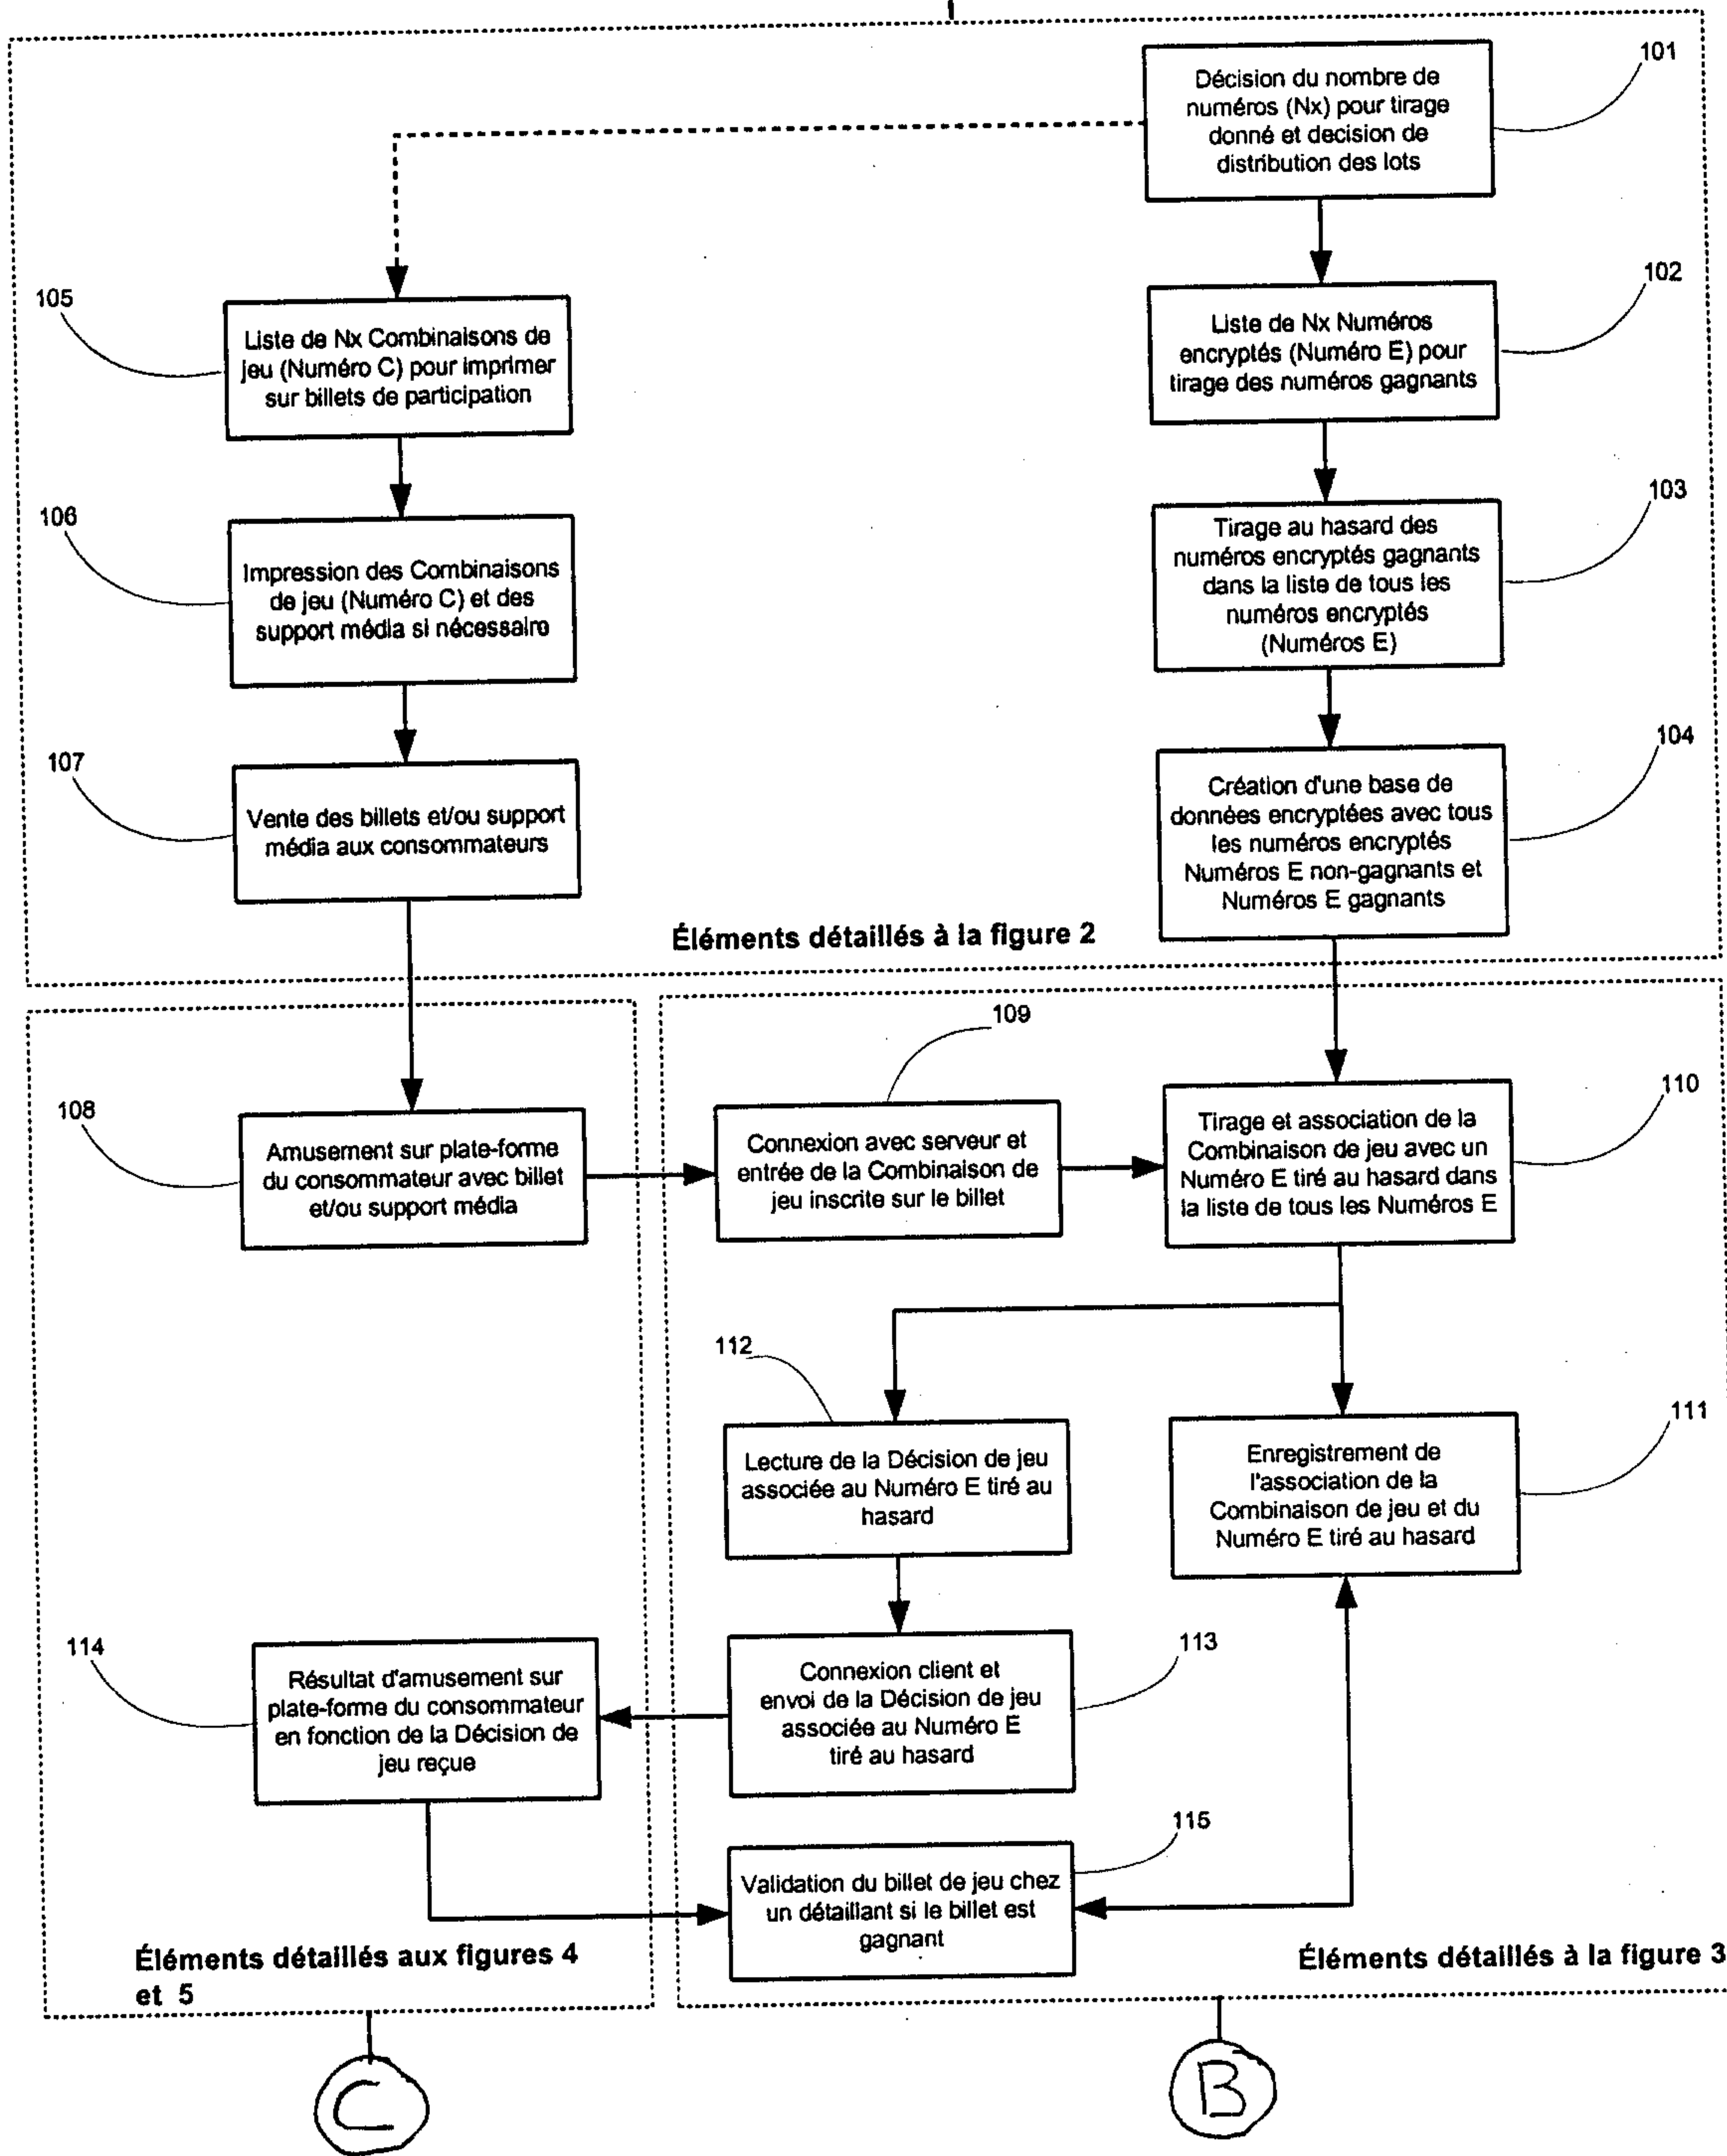 101
Décision du nombre de
numéros (Nx) pour tirage
donné et decision de
distribution des lots
102
Liste de Nx Numéros
encryptés (Numéro E) pour
tirage des numéros gagnants
105
Liste de Nx Combinaisons de
jeu (Numéro C) pour imprimer
sur billets de participation
103
Tirage au hasard des
numéros encryptés gagnants
dans la liste de tous les
numéros encryptés
(Numéros E)
106
Impression des Combinaisons
de jeu (Numéro C) et des
support média si nécessaire
104
Création d'une base de
données encryptées avec tous
les numéros encryptés
Numéros E non-gagnants et
Numéros E gagnants
107
Vente des billets et/ou support
média aux consommateurs
Éléments détaillés à la figure 2
108
Amusement sur plate-forme
du consommateur avec billet
et/ou support média
109
Connexion avec serveur et
entrée de la Combinaison de
jeu inscrite sur le billet
110
Tirage et association de la
Combinaison de jeu avec un
Numéro E tiré au hasard dans
la liste de tous les Numéros E
112
Lecture de la Décision de jeu
associée au Numéro E tiré au
hasard
111
Enregistrement de
l'association de la
Combinaison de jeu et du
Numéro E tiré au hasard
114
Résultat d'amusement sur
plate-forme du consommateur
en fonction de la Décision de
jeu reçue
113
Connexion client et
envoi de la Décision de jeu
associée au Numéro E
tiré au hasard
115
Validation du billet de jeu chez
un détaillant si le billet est
gagnant
Éléments détaillés aux figures 4
et 5
Éléments détaillés à la figure 3
C
B